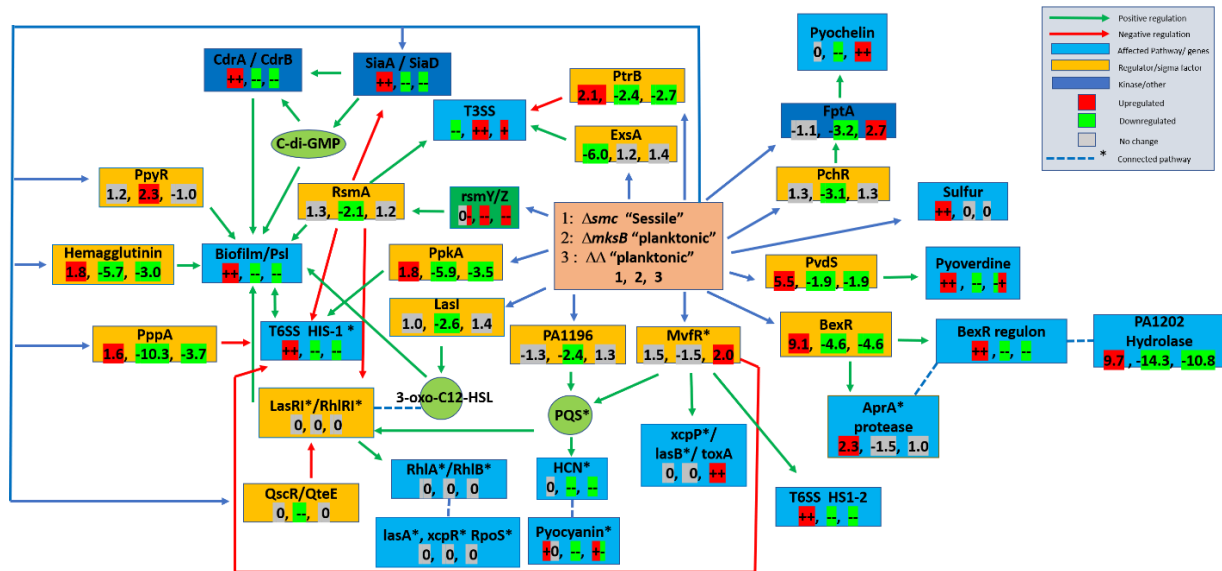 Pyochelin
0, --, ++
Positive regulation
Negative regulation
Affected Pathway/ genes
Regulator/sigma factor
Kinase/other
Upregulated
Downregulated
No change
* Connected pathway
CdrA / CdrB
++, --, --
SiaA / SiaD
++, --, --
PtrB
2.1, -2.4, -2.7
T3SS
--, ++, +
FptA
-1.1, -3.2, 2.7
C-di-GMP
ExsA
-6.0, 1.2, 1.4
PchR
1.3, -3.1, 1.3
PpyR
1.2, 2.3, -1.0
RsmA
1.3, -2.1, 1.2
rsmY/Z
0-, --, --
Sulfur
++, 0, 0
1: Δsmc “Sessile”
2: ΔmksB “planktonic”
3 : ΔΔ “planktonic”
1, 2, 3
Hemagglutinin
1.8, -5.7, -3.0
Biofilm/Psl
++, --, --
PpkA
1.8, -5.9, -3.5
PvdS
5.5, -1.9, -1.9
Pyoverdine
++, --, -+
LasI
1.0, -2.6, 1.4
PppA
1.6, -10.3, -3.7
T6SS HIS-1 *
++, --, --
PA1196
-1.3, -2.4, 1.3
MvfR*
1.5, -1.5, 2.0
BexR
9.1, -4.6, -4.6
BexR regulon
++, --, --
PA1202
Hydrolase
9.7, -14.3, -10.8
3-oxo-C12-HSL
LasRI*/RhlRI*
0, 0, 0
PQS*
AprA*
protease
2.3, -1.5, 1.0
xcpP*/
lasB*/ toxA
0, 0, ++
RhlA*/RhlB*
0, 0, 0
HCN*
0, --, --
QscR/QteE
0, --, 0
T6SS HS1-2
++, --, --
lasA*, xcpR* RpoS*
0, 0, 0
Pyocyanin*
+0, --, +-